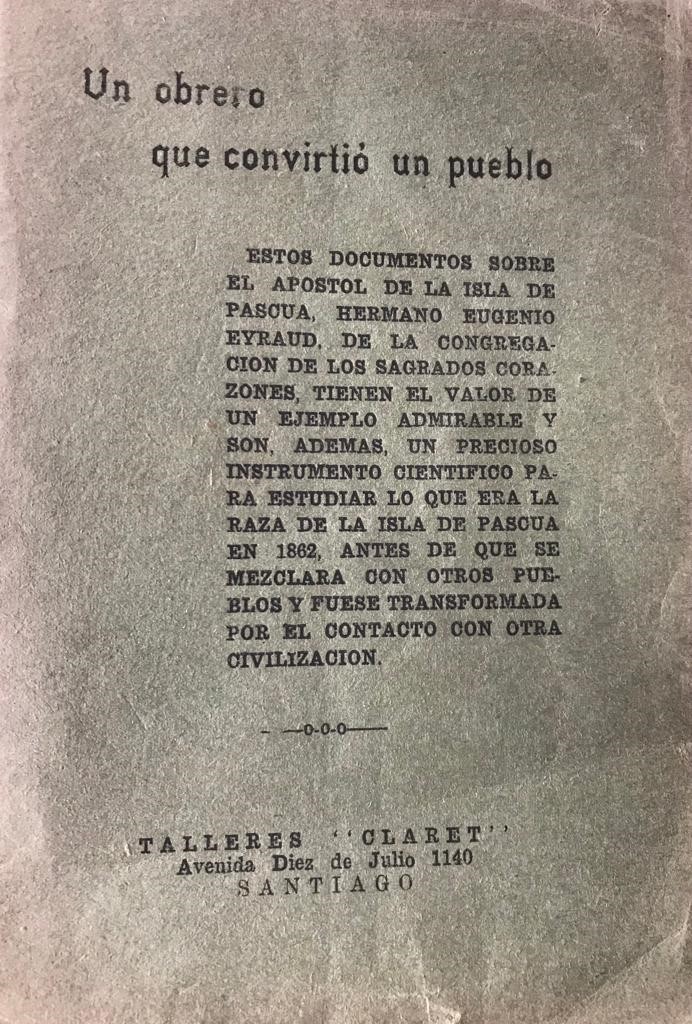 Un obrero
que convirtió un pueblo
ESTOS DOCUMENTOS SOBRE
EL APOSTOL DE LA ISLA DE
PASCUA, HERMANO EUGENIO
EYRAUD, DE LA CONGREGA-
CION DE LOS SAGRADOS CORA-
ZONES, TIENEN EL VALOR DE
UN EJEMPLO ADMIRABLE Y
SON, ADEMAS, UN PRECIOSO
INSTRUMENTO CIENTIFICO PA-
RA ESTUDIAR LO QUE ERA LA
RAZA DE LA ISLA DE PASCUA
EN 1862, ANTES DE QUE SE
MEZCLARA CON OTROS PUE-
BLOS Y FUESE TRANSFORMADA
POR EL CONTACTO CON OTRA
CIVILIZACION.
- —o-o-o—
TALLERES ''CLARET''
Avenida Diez de Julio 1140
SANTIAGO